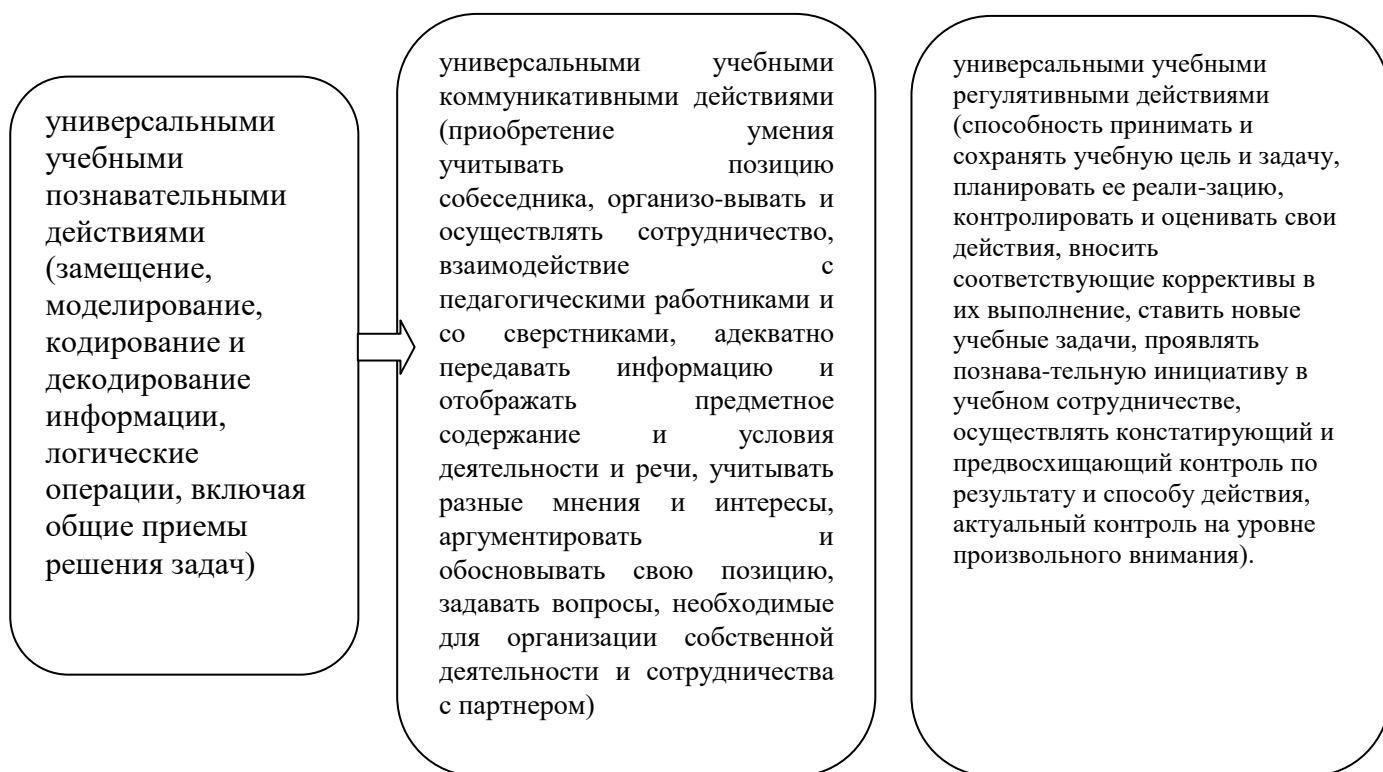 универсальными
учебными
познавательными
действиями
(замещение,
моделирование,
кодирование и
декодирование
информации,
логические
операции, включая
общие приемы
решения задач)
универсальными учебными
коммуникативными действиями
(приобретение умения
учитывать позицию
собеседника, организо-вывать и
осуществлять сотрудничество,
взаимодействие с
педагогическими работниками и
со сверстниками, адекватно
передавать информацию и
отображать предметное
содержание и условия
деятельности и речи, учитывать
разные мнения и интересы,
аргументировать и
обосновывать свою позицию,
задавать вопросы, необходимые
для организации собственной
деятельности и сотрудничества
с партнером)
универсальными учебными
регулятивными действиями
(способность принимать и
сохранять учебную цель и задачу,
планировать ее реали-зацию,
контролировать и оценивать свои
действия, вносить
соответствующие коррективы в
их выполнение, ставить новые
учебные задачи, проявлять
познава-тельную инициативу в
учебном сотрудничестве,
осуществлять констатирующий и
предвосхищающий контроль по
результату и способу действия,
актуальный контроль на уровне
произвольного внимания).